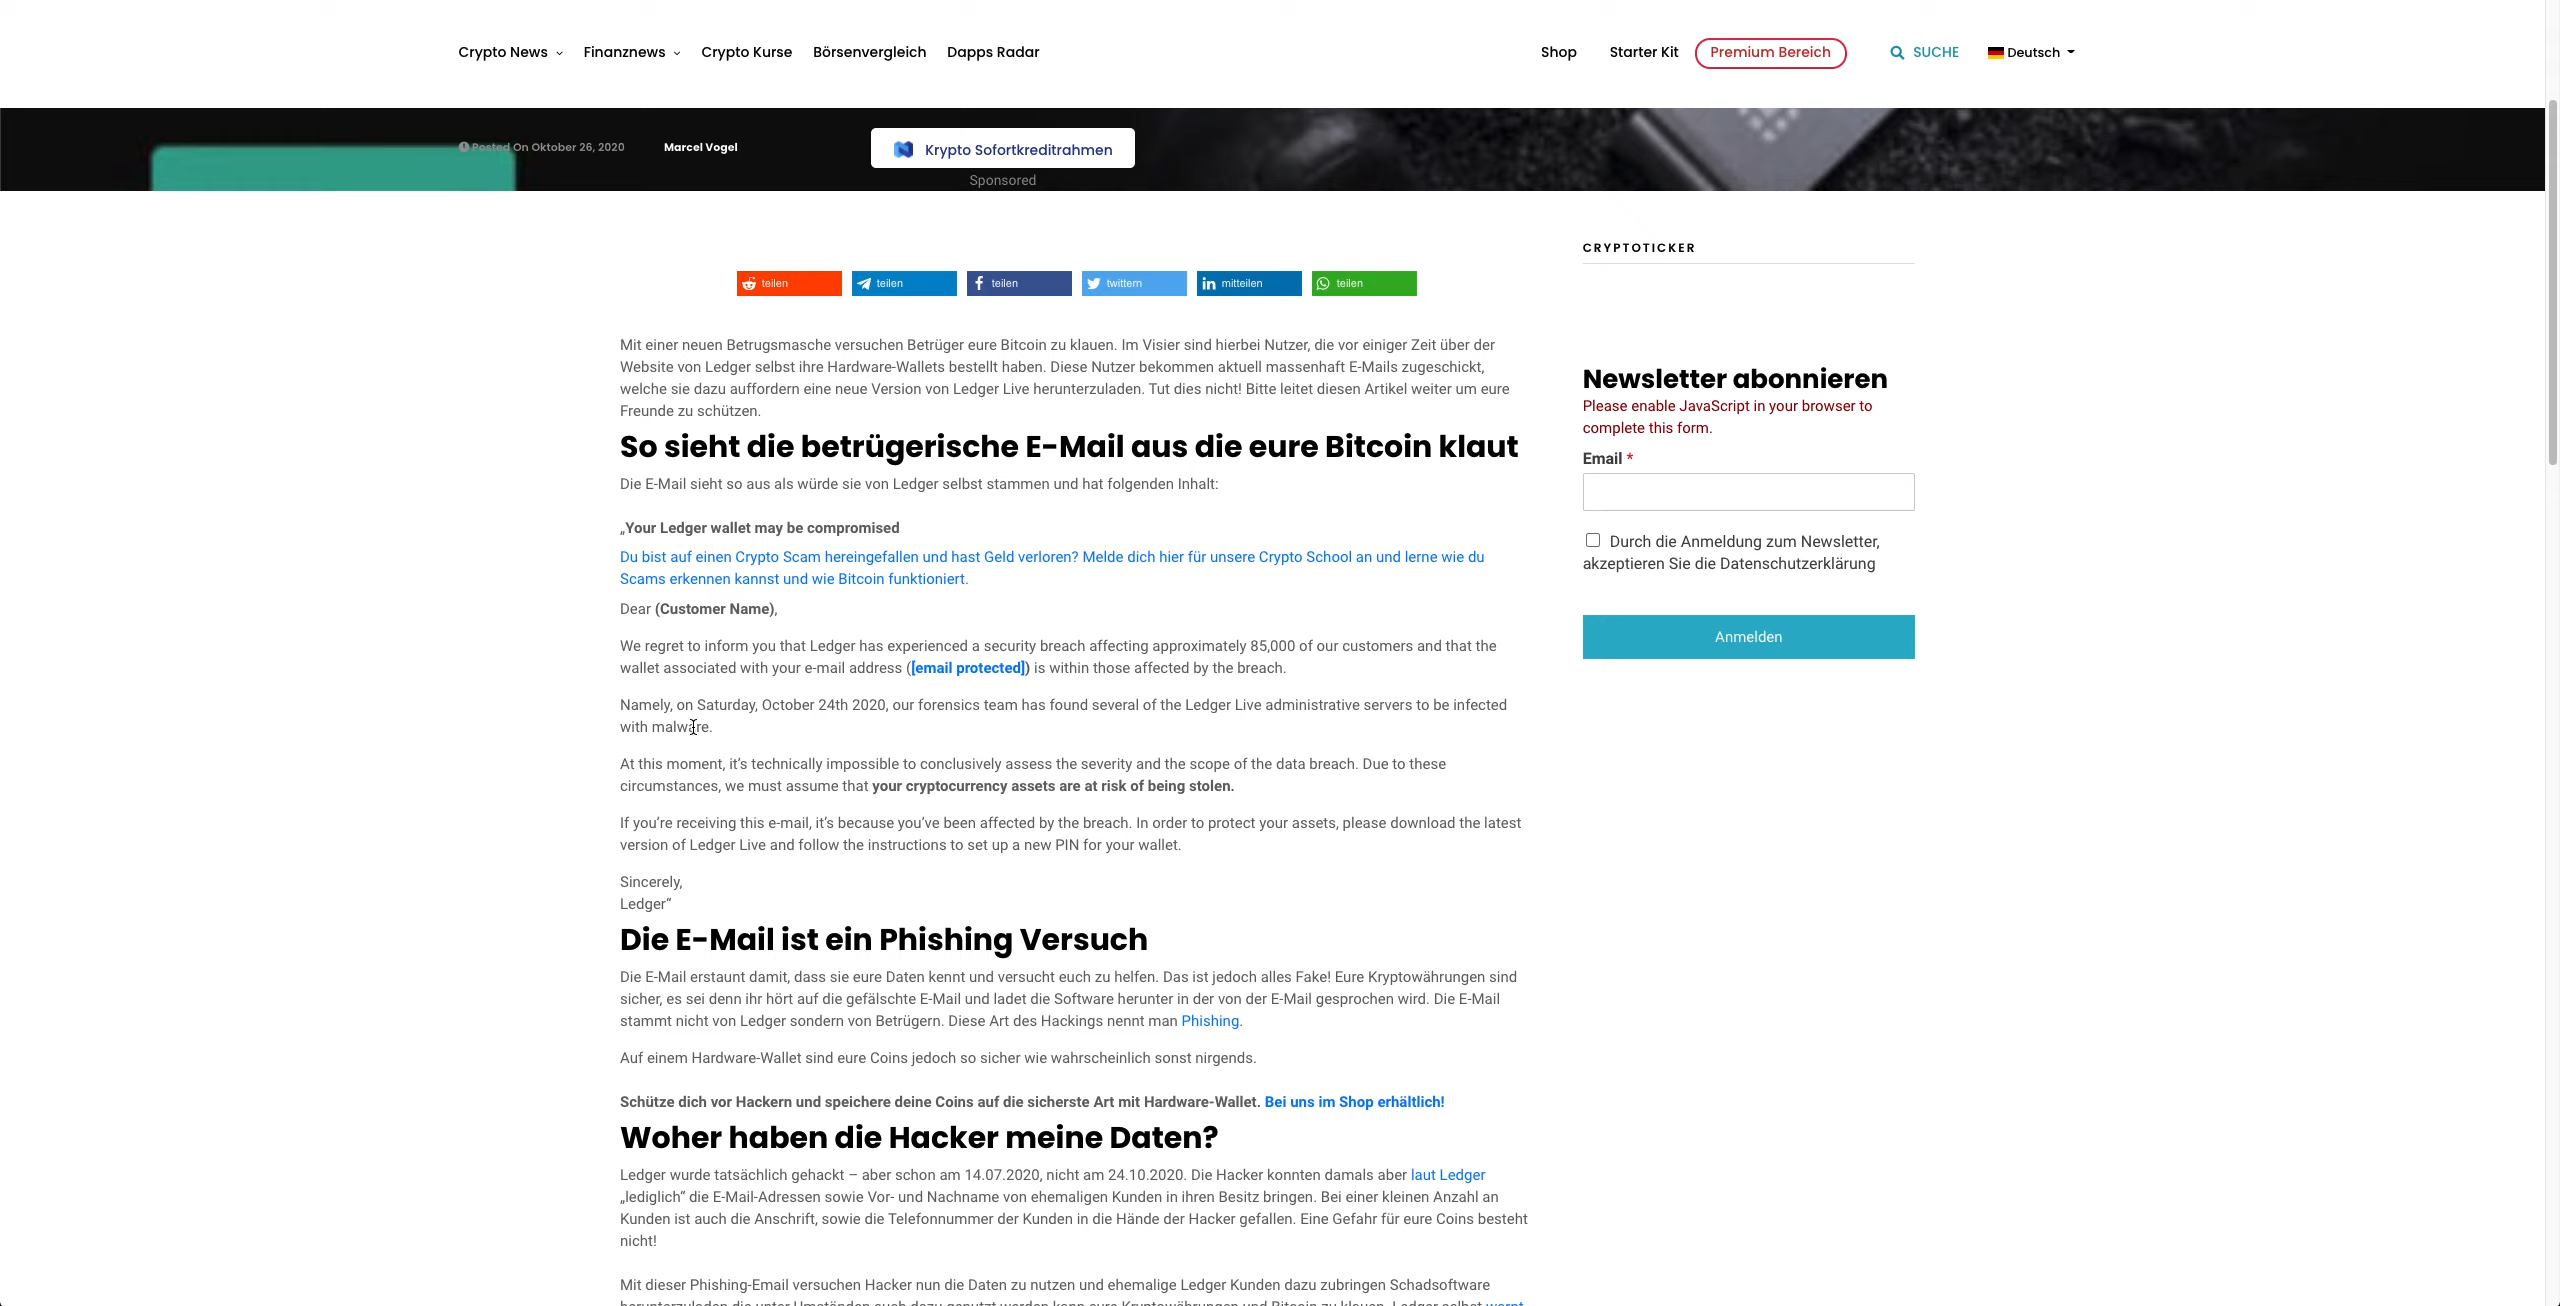 Crypto News Finanznews Crypto Kurse Börsenvergleich Dapps Radar Shop Starter Kit Premium Bereich SUCHE Deutsch
Posted On Oktober 26, 2020 Marcel Vogel
Krypto Sofortkreditrahmen
Sponsored
teilen teilen teilen twittern mitteilen teilen
Mit einer neuen Betrugsmasche versuchen Betrüger eure Bitcoin zu klauen. Im Visier sind hierbei Nutzer, die vor einiger Zeit über der
Website von Ledger selbst ihre Hardware-Wallets bestellt haben. Diese Nutzer bekommen aktuell massenhaft E-Mails zugeschickt,
welche sie dazu auffordern eine neue Version von Ledger Live herunterzuladen. Tut dies nicht! Bitte leitet diesen Artikel weiter um eure
Freunde zu schützen.
So sieht die betrügerische E-Mail aus die eure Bitcoin klaut
Die E-Mail sieht so aus als würde sie von Ledger selbst stammen und hat folgenden Inhalt:
„Your Ledger wallet may be compromised
Du bist auf einen Crypto Scam hereingefallen und hast Geld verloren? Melde dich hier für unsere Crypto School an und lerne wie du
Scams erkennen kannst und wie Bitcoin funktioniert.
Dear (Customer Name),
We regret to inform you that Ledger has experienced a security breach affecting approximately 85,000 of our customers and that the
wallet associated with your e-mail address ([email protected]) is within those affected by the breach.
Namely, on Saturday, October 24th 2020, our forensics team has found several of the Ledger Live administrative servers to be infected
with malware.
At this moment, it’s technically impossible to conclusively assess the severity and the scope of the data breach. Due to these
circumstances, we must assume that your cryptocurrency assets are at risk of being stolen.
If you’re receiving this e-mail, it’s because you’ve been affected by the breach. In order to protect your assets, please download the latest
version of Ledger Live and follow the instructions to set up a new PIN for your wallet.
Sincerely,
Ledger“
Die E-Mail ist ein Phishing Versuch
Die E-Mail erstaunt damit, dass sie eure Daten kennt und versucht euch zu helfen. Das ist jedoch alles Fake! Eure Kryptowährungen sind
sicher, es sei denn ihr hört auf die gefälschte E-Mail und ladet die Software herunter in der von der E-Mail gesprochen wird. Die E-Mail
stammt nicht von Ledger sondern von Betrügern. Diese Art des Hackings nennt man Phishing.
Auf einem Hardware-Wallet sind eure Coins jedoch so sicher wie wahrscheinlich sonst nirgends.
Schütze dich vor Hackern und speichere deine Coins auf die sicherste Art mit Hardware-Wallet. Bei uns im Shop erhältlich!
Woher haben die Hacker meine Daten?
Ledger wurde tatsächlich gehackt – aber schon am 14.07.2020, nicht am 24.10.2020. Die Hacker konnten damals aber laut Ledger
„lediglich“ die E-Mail-Adressen sowie Vor- und Nachname von ehemaligen Kunden in ihren Besitz bringen. Bei einer kleinen Anzahl an
Kunden ist auch die Anschrift, sowie die Telefonnummer der Kunden in die Hände der Hacker gefallen. Eine Gefahr für eure Coins besteht
nicht!
Mit dieser Phishing-Email versuchen Hacker nun die Daten zu nutzen und ehemalige Ledger Kunden dazu zubringen Schadsoftware
herunterzuladen die unter Umständen auch dazu genutzt werden kann eure Kryptowährungen und Bitcoin zu klauen. Ledger selbst warnt
CRYPTOTICKER
Newsletter abonnieren
Please enable JavaScript in your browser to
complete this form.
Email *
Durch die Anmeldung zum Newsletter,
akzeptieren Sie die Datenschutzerklärung
Anmelden